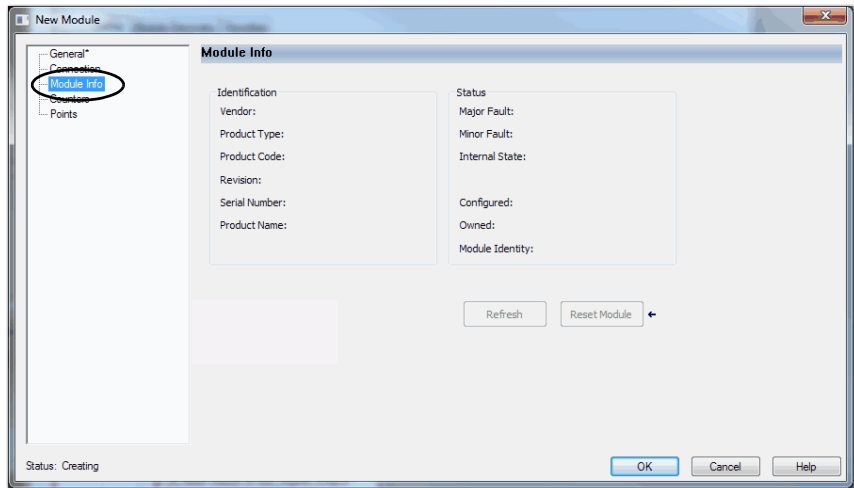 New Module
General*
Connection
Module Info
Counters
Points
Module Info
Identification
Vendor:
Product Type:
Product Code:
Revision:
Serial Number:
Product Name:
Status
Major Fault:
Minor Fault:
Internal State:
Configured:
Owned:
Module Identity:
Refresh
Reset Module
Status: Creating
OK
Cancel
Help